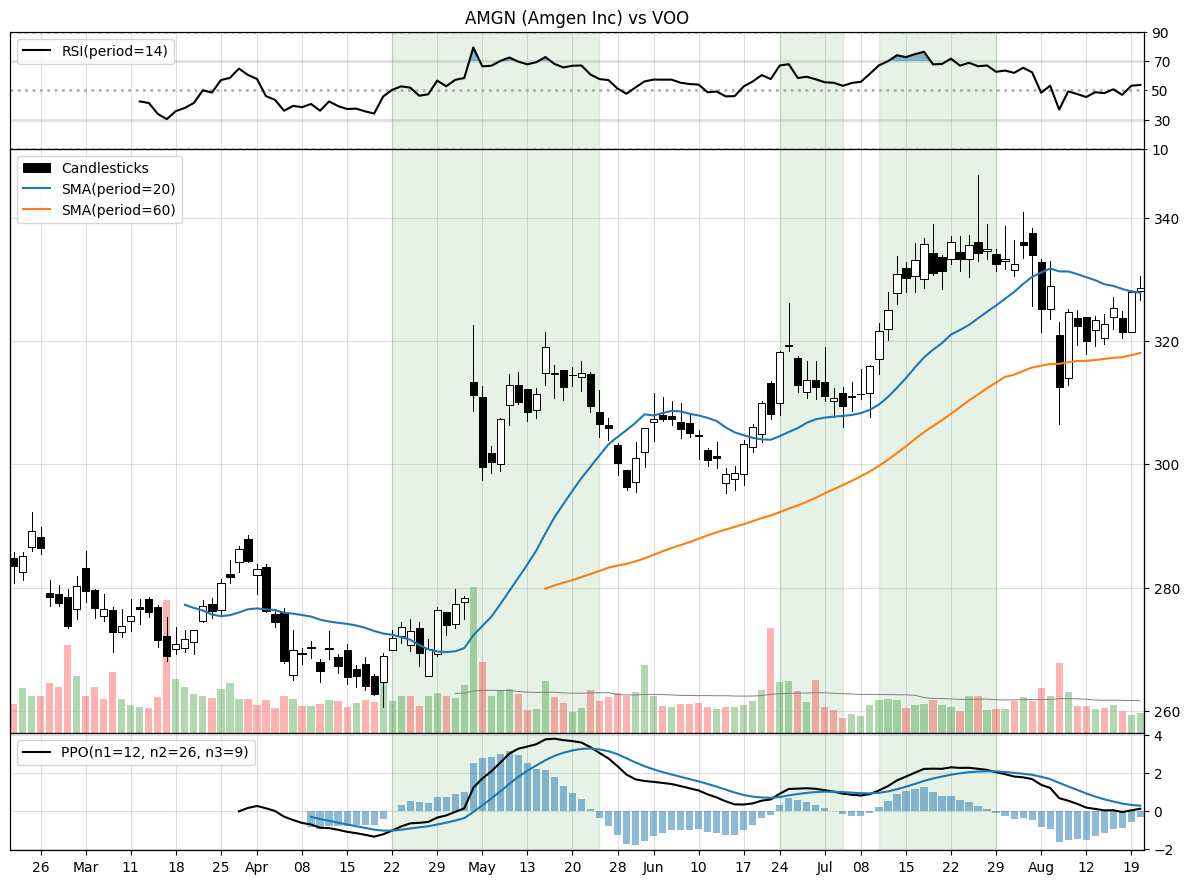 AMGN (Amgen Inc) vs VOO
RSI(period=14)
90
70
50
30
10
Candlesticks
SMA(period=20)
SMA(period=60)
340
320
300
280
260
PPO(n1=12, n2=26, n3=9)
4
2
0
−2
26 Mar 11 18 25 Apr 08 15 22 29 May 13 20 28 Jun 10 17 24 Jul 08 15 22 29 Aug 12 19